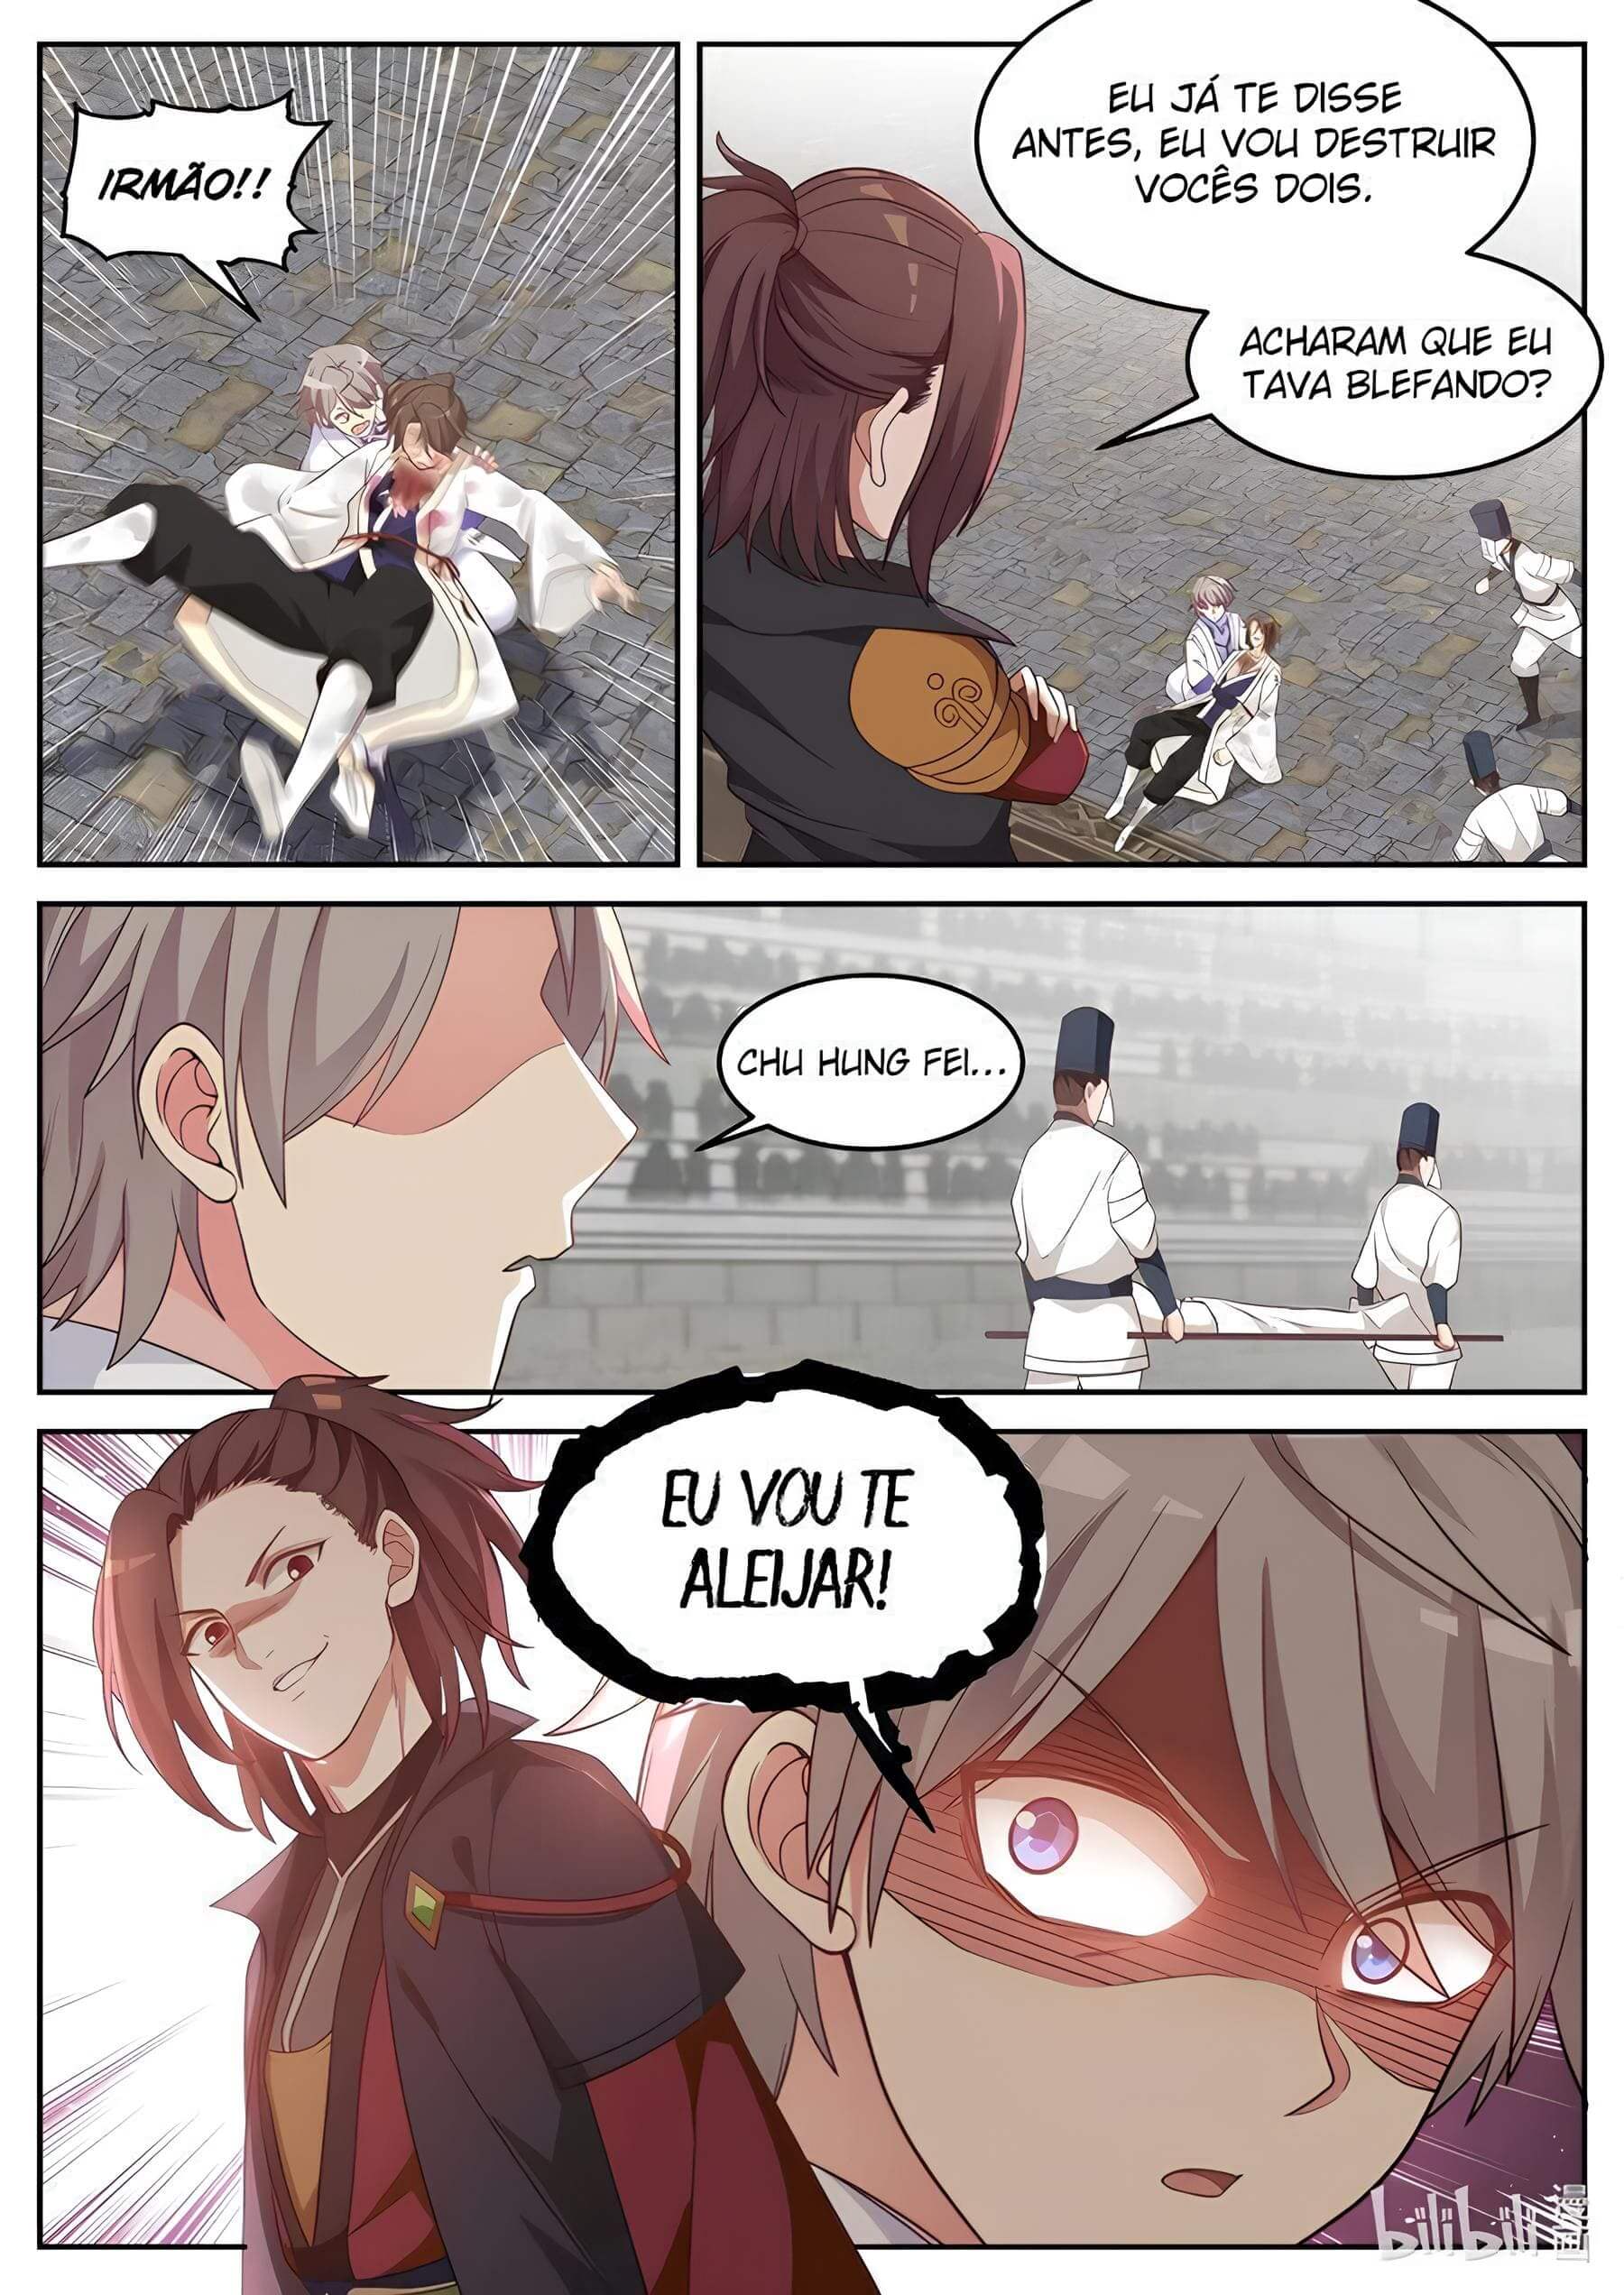 IRMÃO!!
EU JÁ TE DISSE
ANTES, EU VOU DESTRUIR
VOCÊS DOIS.
ACHARAM QUE EU
TAVA BLEFANDO?
CHU HUNG FEI...
EU VOU TE
ALEIJAR!
bilibili